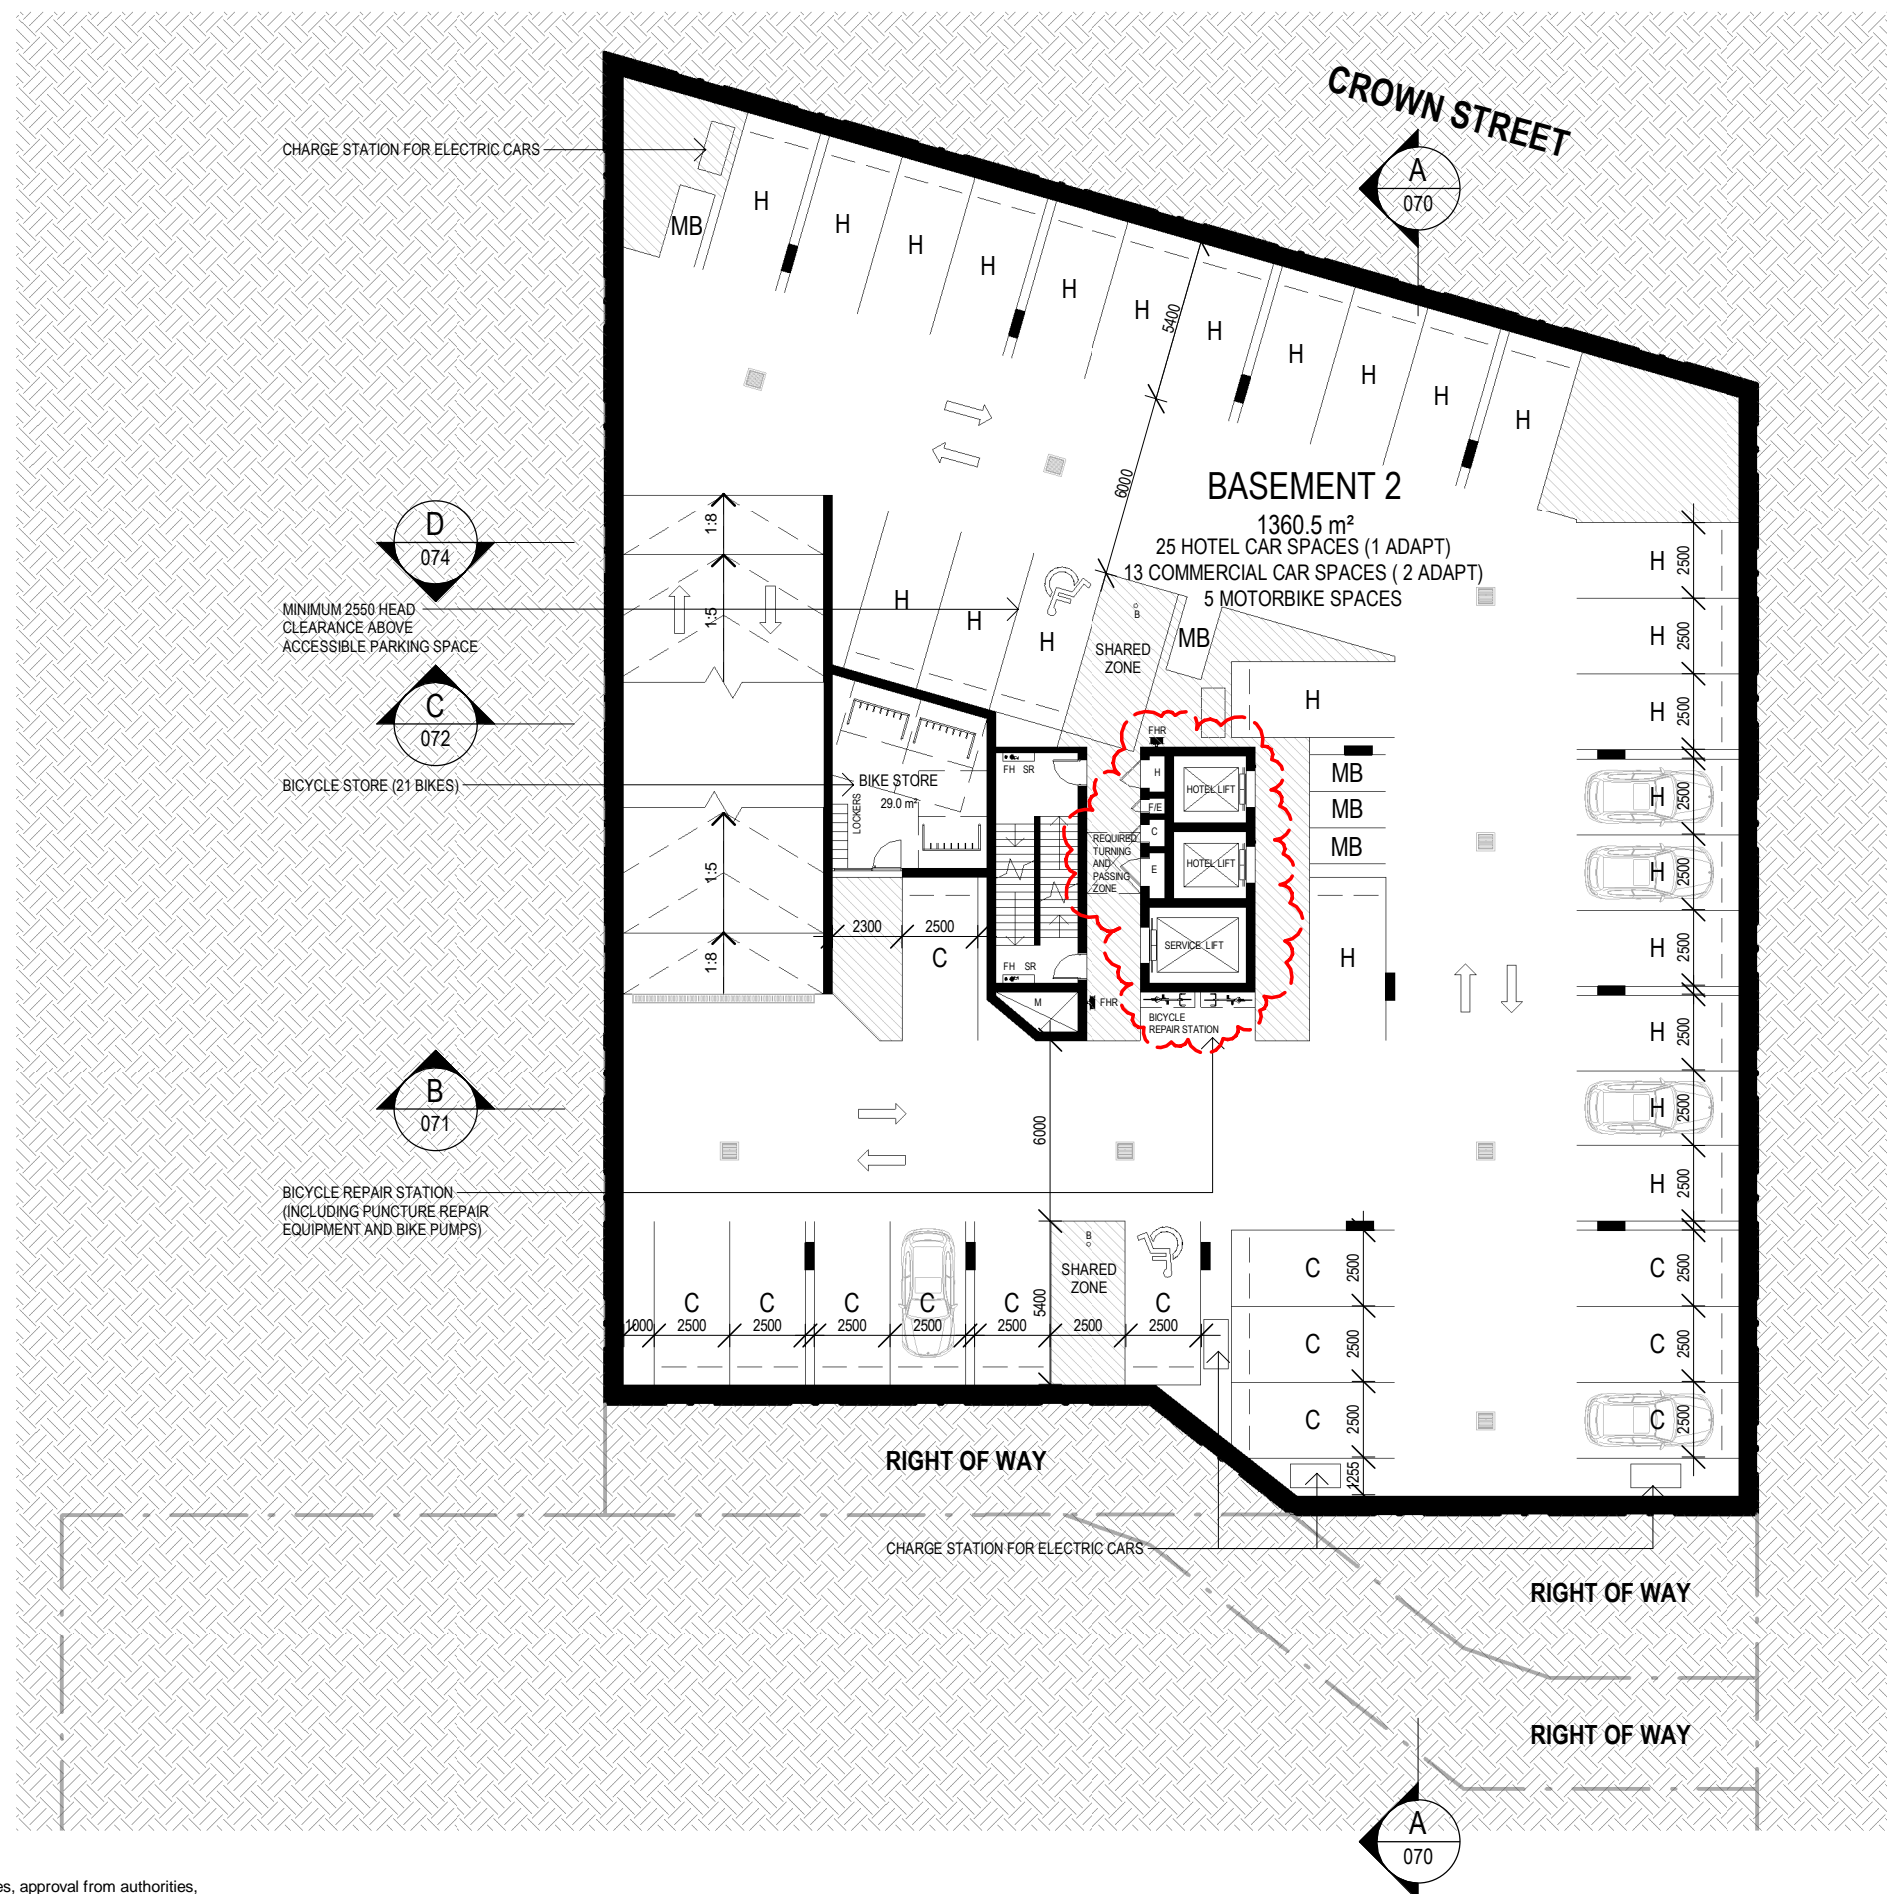 CROWN STREET
A
070
CHARGE STATION FOR ELECTRIC CARS
MB
H
H
H
H
H
H
H
H
H
H
H
5400
6000
BASEMENT 2
1360.5 m²
25 HOTEL CAR SPACES (1 ADAPT)
13 COMMERCIAL CAR SPACES ( 2 ADAPT)
5 MOTORBIKE SPACES
D
074
MINIMUM 2550 HEAD
CLEARANCE ABOVE
ACCESSIBLE PARKING SPACE
C
072
BICYCLE STORE (21 BIKES)
1:8
1:5
1:5
1:8
H
H
H
B
SHARED
ZONE
MB
H
MB
MB
MB
H
BIKE STORE
29.0 m²
LOCKERS
FH SR
FH SR
M
FHR
FHR
H
F/E
C
E
HOTEL LIFT
HOTEL LIFT
SERVICE LIFT
REQUIRED
TURNING
AND
PASSING
ZONE
BICYCLE
REPAIR STATION
2300
2500
C
H
2500
H
2500
H
2500
H
2500
H
2500
H
2500
H
2500
H
2500
H
2500
C
2500
C
2500
C
2500
B
071
BICYCLE REPAIR STATION
(INCLUDING PUNCTURE REPAIR
EQUIPMENT AND BIKE PUMPS)
6000
5400
B
SHARED
ZONE
C
C
C
C
C
C
1000
2500
2500
2500
2500
2500
2500
2500
C
2500
C
2500
C
2500
1255
RIGHT OF WAY
CHARGE STATION FOR ELECTRIC CARS
RIGHT OF WAY
RIGHT OF WAY
A
070
es, approval from authorities,